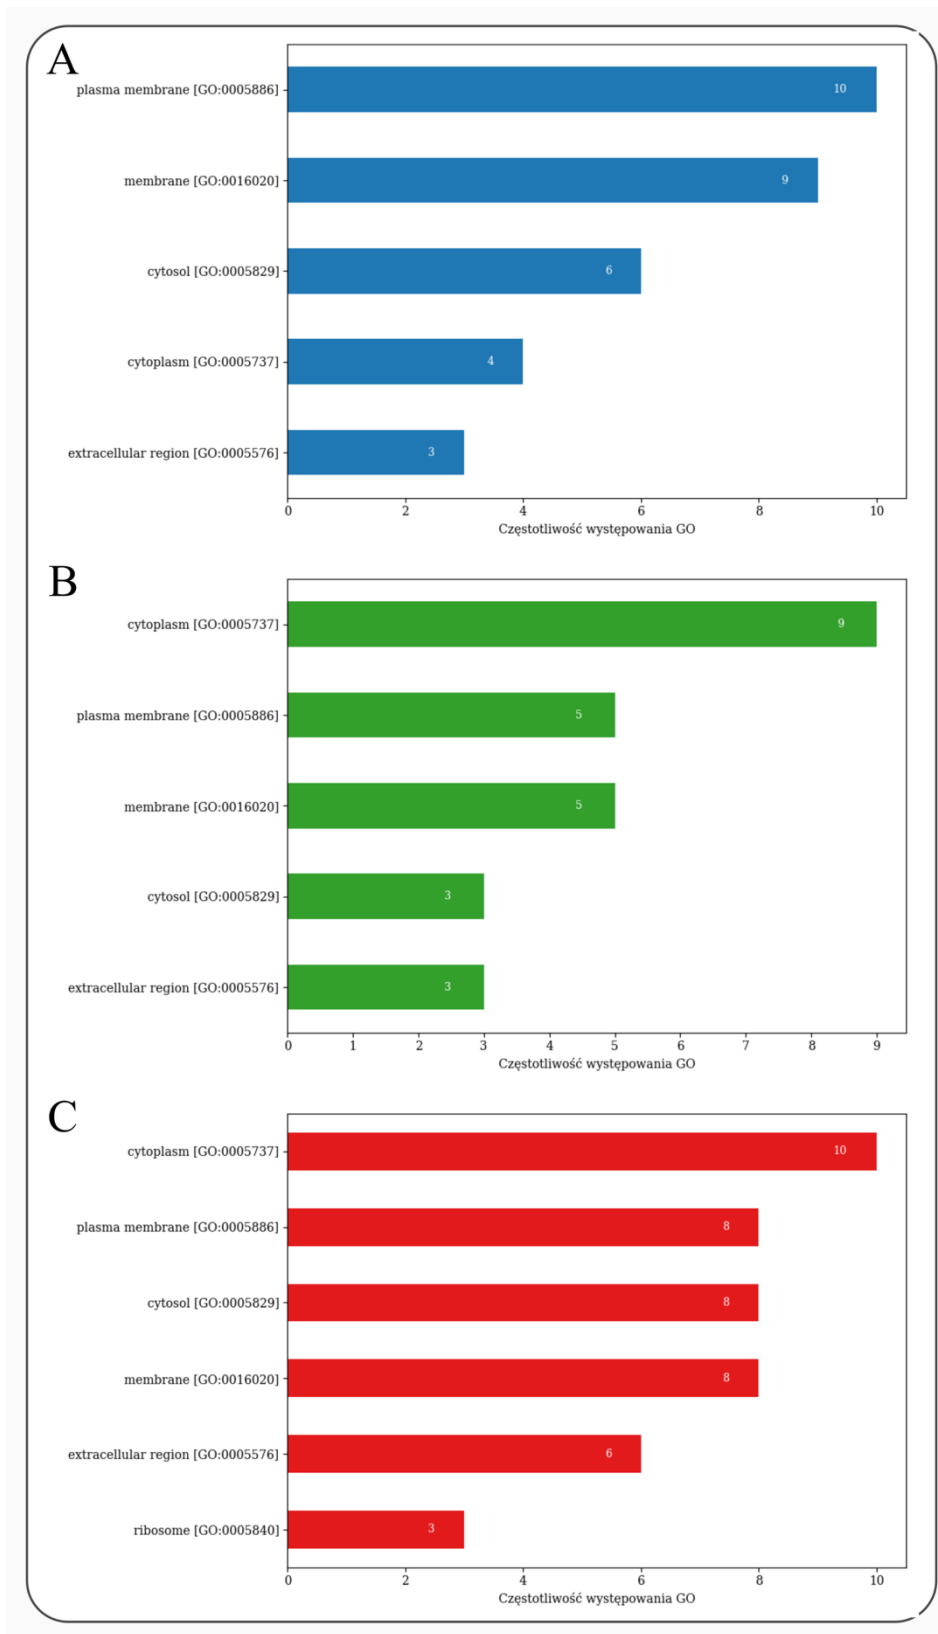 A
plasma membrane [GO:0005886]
10
membrane [GO:0016020]
9
cytosol [GO:0005829]
6
cytoplasm [GO:0005737]
4
extracellular region [GO:0005576]
3
0 2 4 6 8 10
Częstotliwość występowania GO
B
cytoplasm [GO:0005737]
9
plasma membrane [GO:0005886]
5
membrane [GO:0016020]
5
cytosol [GO:0005829]
3
extracellular region [GO:0005576]
3
0 1 2 3 4 5 6 7 8 9
Częstotliwość występowania GO
C
cytoplasm [GO:0005737]
10
plasma membrane [GO:0005886]
8
cytosol [GO:0005829]
8
membrane [GO:0016020]
8
extracellular region [GO:0005576]
6
ribosome [GO:0005840]
3
0 2 4 6 8 10
Częstotliwość występowania GO